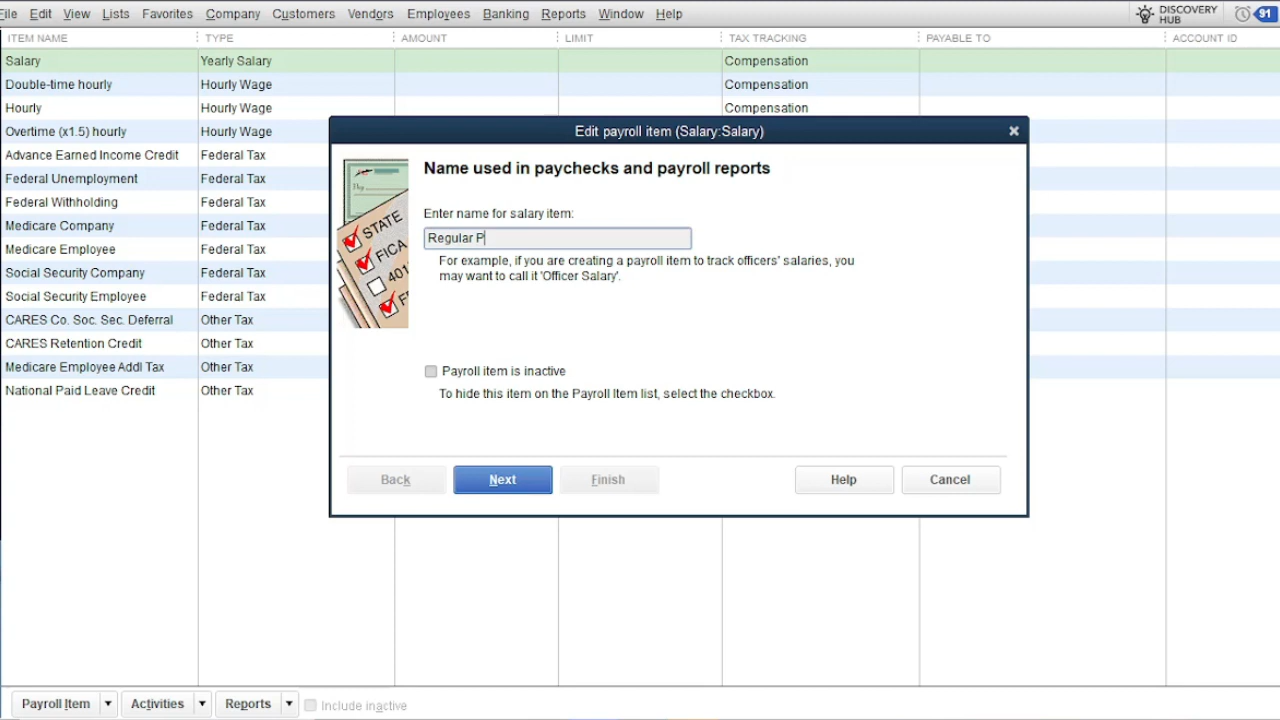 File Edit View Lists Favorites Company Customers Vendors Employees Banking Reports Window Help DISCOVERY HUB 91
ITEM NAME TYPE AMOUNT LIMIT TAX TRACKING PAYABLE TO ACCOUNT ID
Salary Yearly Salary Compensation
Double-time hourly Hourly Wage Compensation
Hourly Hourly Wage Compensation
Overtime (x1.5) hourly Hourly Wage
Advance Earned Income Credit Federal Tax
Federal Unemployment Federal Tax
Federal Withholding Federal Tax
Medicare Company Federal Tax
Medicare Employee Federal Tax
Social Security Company Federal Tax
Social Security Employee Federal Tax
CARES Co. Soc. Sec. Deferral Other Tax
CARES Retention Credit Other Tax
Medicare Employee Addl Tax Other Tax
National Paid Leave Credit Other Tax
Edit payroll item (Salary:Salary)
STATE
FICA
401
Name used in paychecks and payroll reports
Enter name for salary item:
Regular P
For example, if you are creating a payroll item to track officers' salaries, you
may want to call it 'Officer Salary'.
Payroll item is inactive
To hide this item on the Payroll Item list, select the checkbox.
Back Next Finish Help Cancel
Payroll Item Activities Reports Include inactive